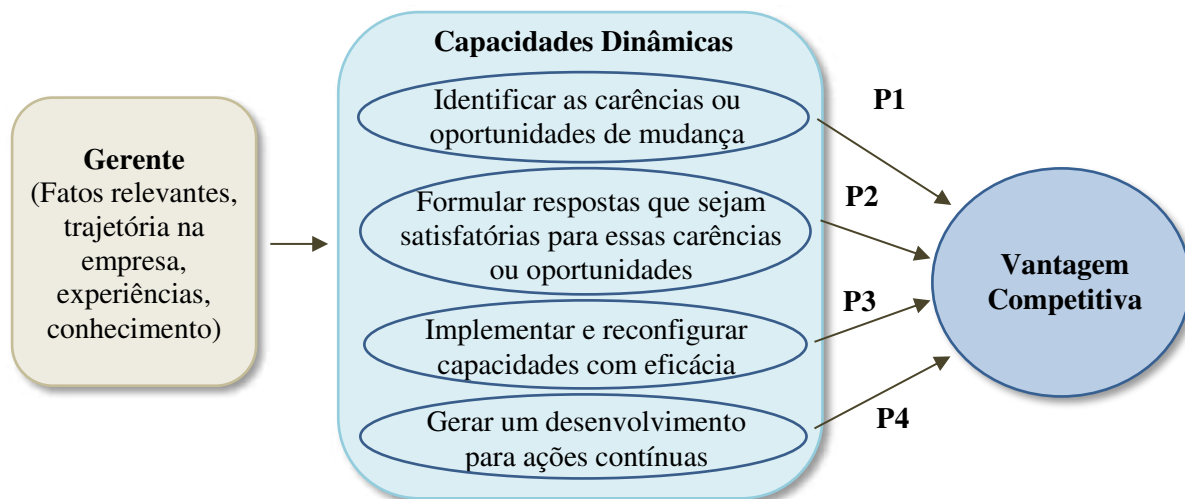 Gerente
(Fatos relevantes,
trajetória na
empresa,
experiências,
conhecimento)
Capacidades Dinâmicas
Identificar as carências ou
oportunidades de mudança
Formular respostas que sejam
satisfatórias para essas carências
ou oportunidades
Implementar e reconfigurar
capacidades com eficácia
Gerar um desenvolvimento
para ações contínuas
P1
P2
P3
P4
Vantagem
Competitiva